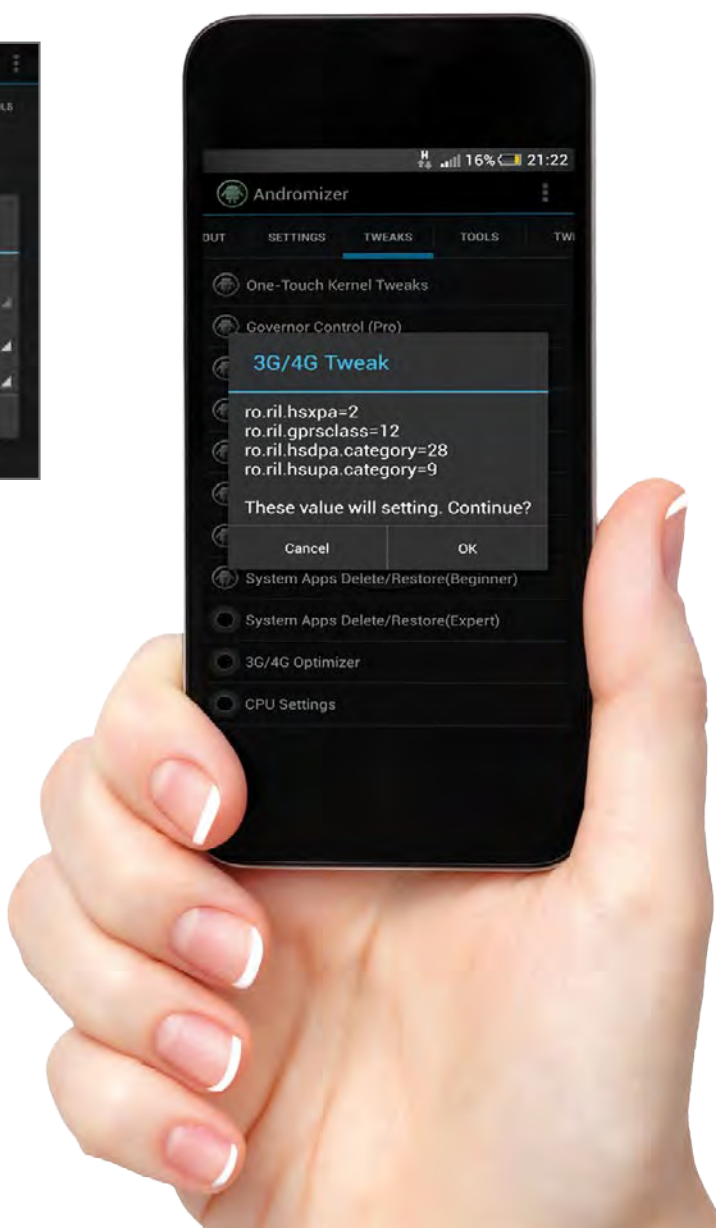 LS
H 16% 21:22
Andromizer
OUT SETTINGS TWEAKS TOOLS TWE
One-Touch Kernel Tweaks
Governor Control (Pro)
3G/4G Tweak
ro.ril.hsxpa=2
ro.ril.gprsclass=12
ro.ril.hsdpa.category=28
ro.ril.hsupa.category=9
These value will setting. Continue?
Cancel OK
System Apps Delete/Restore(Beginner)
System Apps Delete/Restore(Expert)
3G/4G Optimizer
CPU Settings